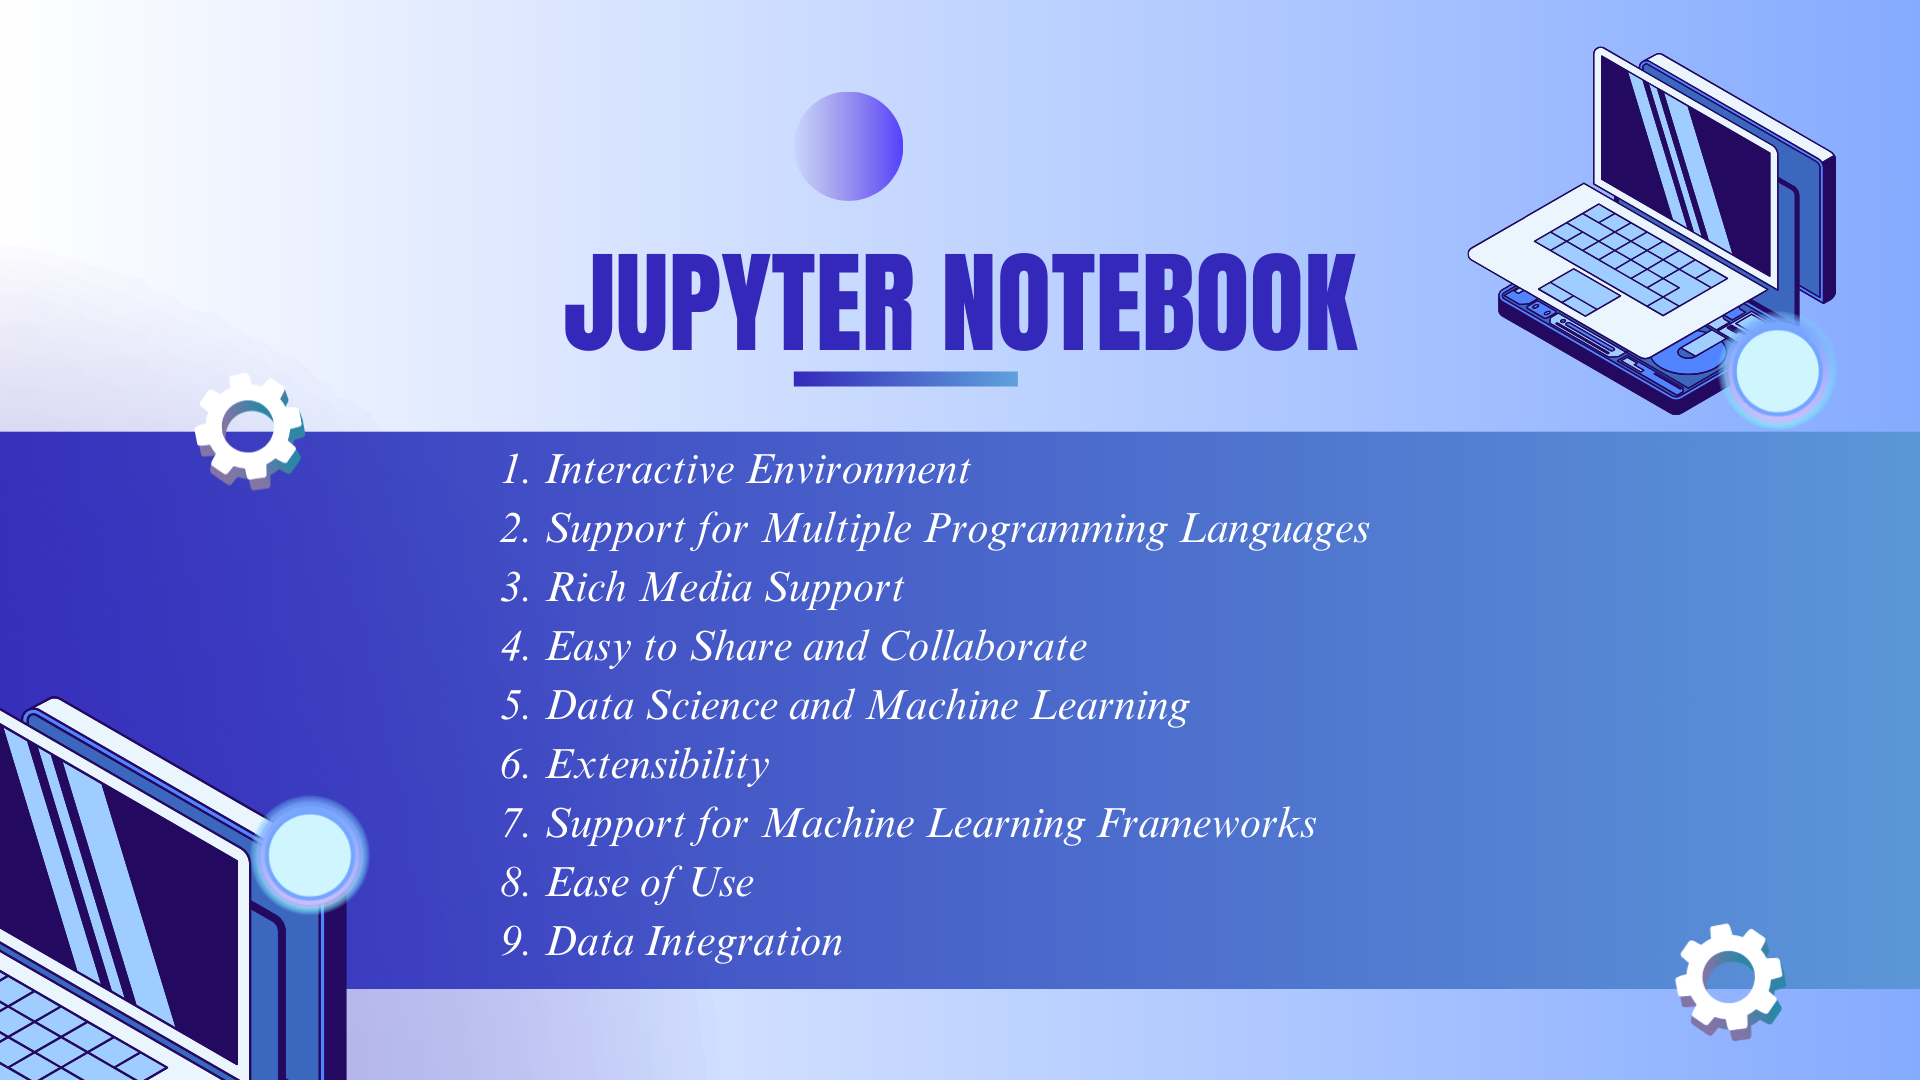 JUPYTER NOTEBOOK
1. Interactive Environment
2. Support for Multiple Programming Languages
3. Rich Media Support
4. Easy to Share and Collaborate
5. Data Science and Machine Learning
6. Extensibility
7. Support for Machine Learning Frameworks
8. Ease of Use
9. Data Integration